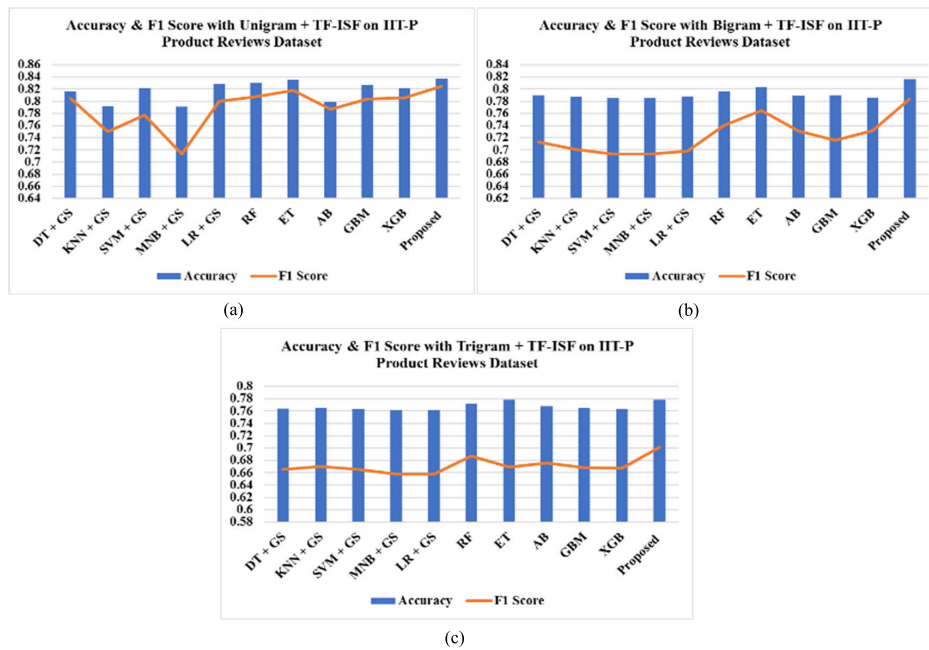 Accuracy & F1 Score with Unigram + TF-ISF on IIT-P
Product Reviews Dataset
0.86
0.84
0.82
0.8
0.78
0.76
0.74
0.72
0.7
0.68
0.66
0.64
DT + GS
KNN + GS
SVM + GS
MNB + GS
LR + GS
RF
ET
AB
GBM
XGB
Proposed
Accuracy F1 Score
(a)
Accuracy & F1 Score with Bigram + TF-ISF on IIT-P
Product Reviews Dataset
0.84
0.82
0.8
0.78
0.76
0.74
0.72
0.7
0.68
0.66
0.64
0.62
DT + GS
KNN + GS
SVM + GS
MNB + GS
LR + GS
RF
ET
AB
GBM
XGB
Proposed
Accuracy F1 Score
(b)
Accuracy & F1 Score with Trigram + TF-ISF on IIT-P
Product Reviews Dataset
0.8
0.78
0.76
0.74
0.72
0.7
0.68
0.66
0.64
0.62
0.6
0.58
DT + GS
KNN + GS
SVM + GS
MNB + GS
LR + GS
RF
ET
AB
GBM
XGB
Proposed
Accuracy F1 Score
(c)